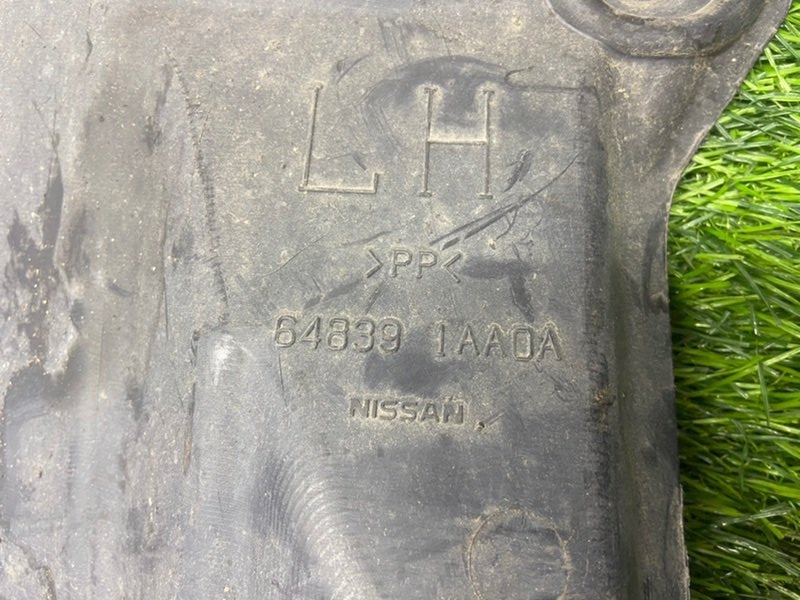 LH
>PP<
64839 1AA0A
NISSAN